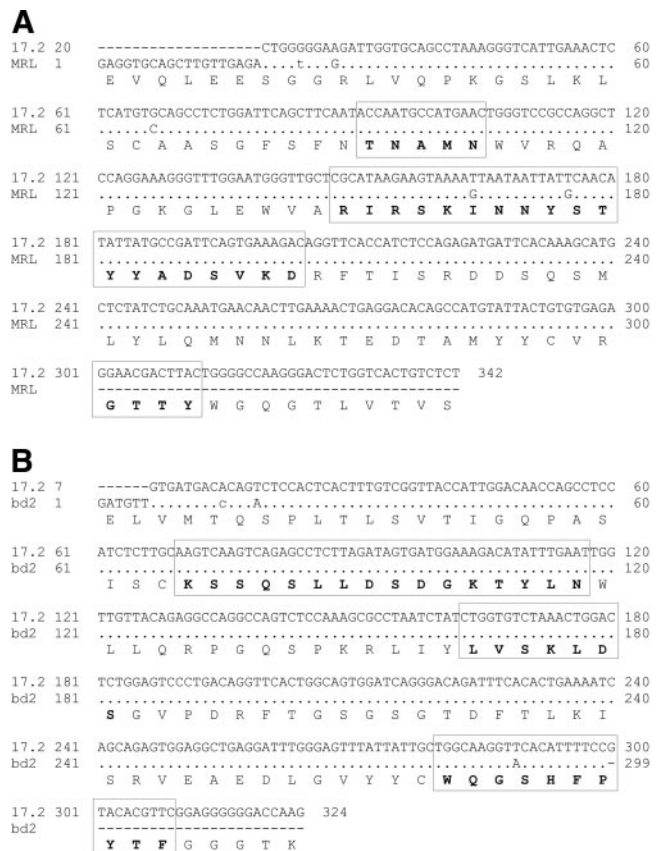 A
17.2 20 ------------------CTGGGGGAAGATTGGTGCAGCCTAAAGGGTCATTGAAACTC 60
MRL 1 GAGGTGCAGCTTGTTGAGA....t...G................................ 60
E V Q L E E S G G R L V Q P K G S L K L
17.2 61 TCATGTGCAGCCTCTGGATTCAGCTTCAATACCAATGCCATGAACTGGGTCCGCCAGGCT 120
MRL 61 ......C..................................................... 120
S C A A S G F S F N T N A M N W V R Q A
17.2 121 CCAGGAAAGGGTTTGGAATGGGTTGCTCGCATAAGAAGTAAAATTAATAATTATTCAACA 180
MRL 121 ...........................................G..........G..... 180
P G K G L E W V A R I R S K I N N Y S T
17.2 181 TATTATGCCGATTCAGTGAAAGACAGGTTCACCATCTCCAGAGATGATTCACAAAGCATG 240
MRL 181 ............................................................ 240
Y Y A D S V K D R F T I S R D D S Q S M
17.2 241 CTCTATCTGCAAATGAACAACTTGAAAACTGAGGACACAGCCATGTATTACTGTGTGAGA 300
MRL 241 ............................................................ 300
L Y L Q M N N L K T E D T A M Y Y C V R
17.2 301 GGAACGACTTACTGGGGCCAAGGGACTCTGGTCACTGTCTCT 342
MRL ------------------------------------------
G T T Y W G Q G T L V T V S
B
17.2 7 ------GTGATGACACAGTCTCCACTCACTTTGTCGGTTACCATTGGACAACCAGCCTCC 60
bd2 1 GATGTT........c...A......................................... 60
E L V M T Q S P L T L S V T I G Q P A S
17.2 61 ATCTCTTGCAAGTCAAGTCAGAGCCTCTTAGATAGTGATGGAAAGACATATTTGAATTGG 120
bd2 61 ............................................................ 120
I S C K S S Q S L L D S D G K T Y L N W
17.2 121 TTGTTACAGAGGCCAGGCCAGTCTCCAAAGCGCCTAATCTATCTGGTGTCTAAACTGGAC 180
bd2 121 ............................................................ 180
L L Q R P G Q S P K R L I Y L V S K L D
17.2 181 TCTGGAGTCCCTGACAGGTTCACTGGCAGTGGATCAGGGACAGATTTCACACTGAAAATC 240
bd2 181 ............................................................ 240
S G V P D R F T G S G S G T D F T L K I
17.2 241 AGCAGAGTGGAGGCTGAGGATTTGGGAGTTTATTATTGCTGGCAAGGTTCACATTTTCCG 300
bd2 241 ................................................A..........- 299
S R V E A E D L G V Y Y C W Q G S H F P
17.2 301 TACACGTTCGGAGGGGGGACCAAG 324
bd2 ------------------------
Y T F G G G T K